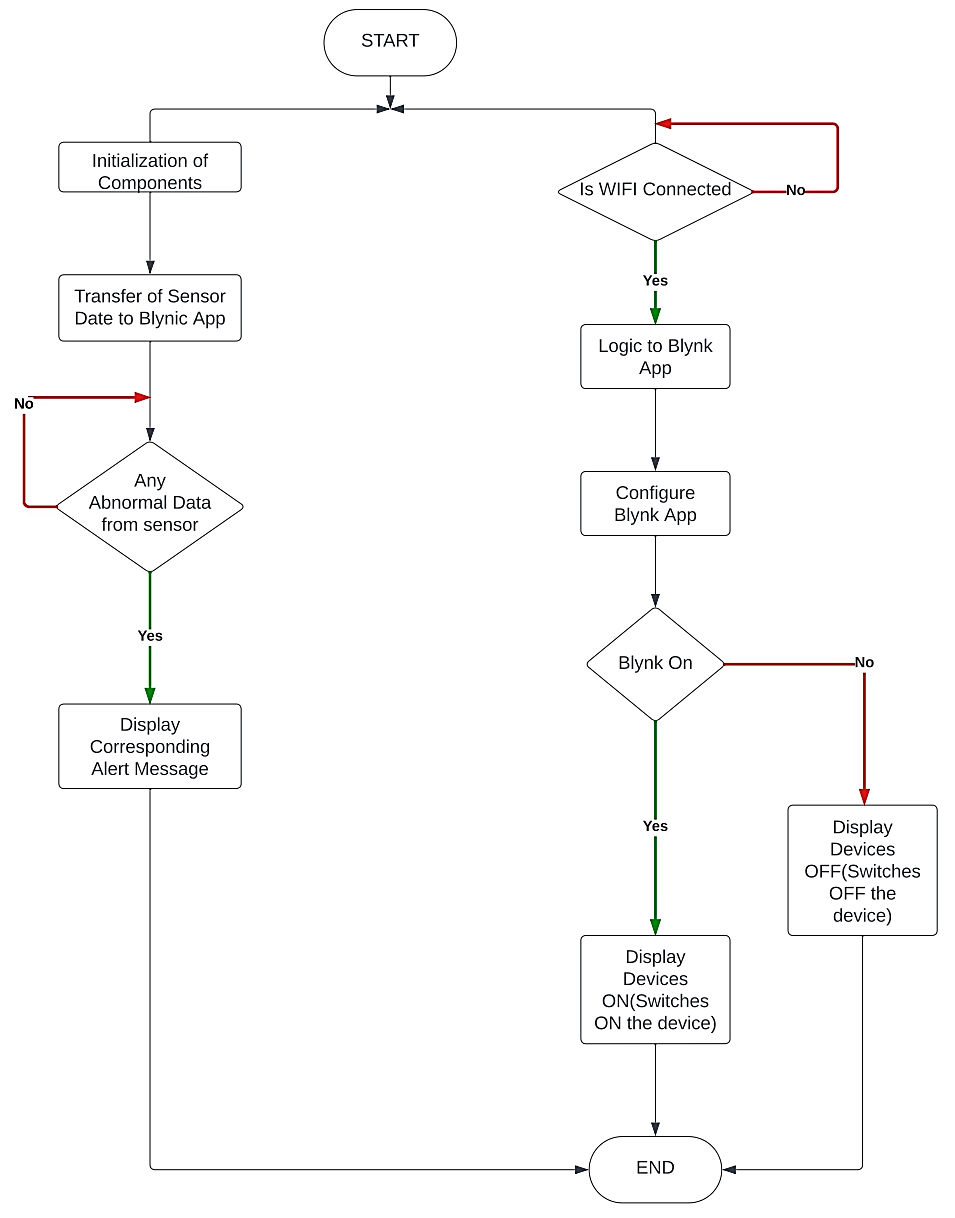 START
Initialization of
Components
Is WIFI Connected
No
Yes
Transfer of Sensor
Date to Blynic App
Logic to Blynk
App
No
Any
Abnormal Data
from sensor
Configure
Blynk App
Yes
Blynk On
No
Display
Corresponding
Alert Message
Yes
Display
Devices
OFF(Switches
OFF the
device)
Display
Devices
ON(Switches
ON the device)
END